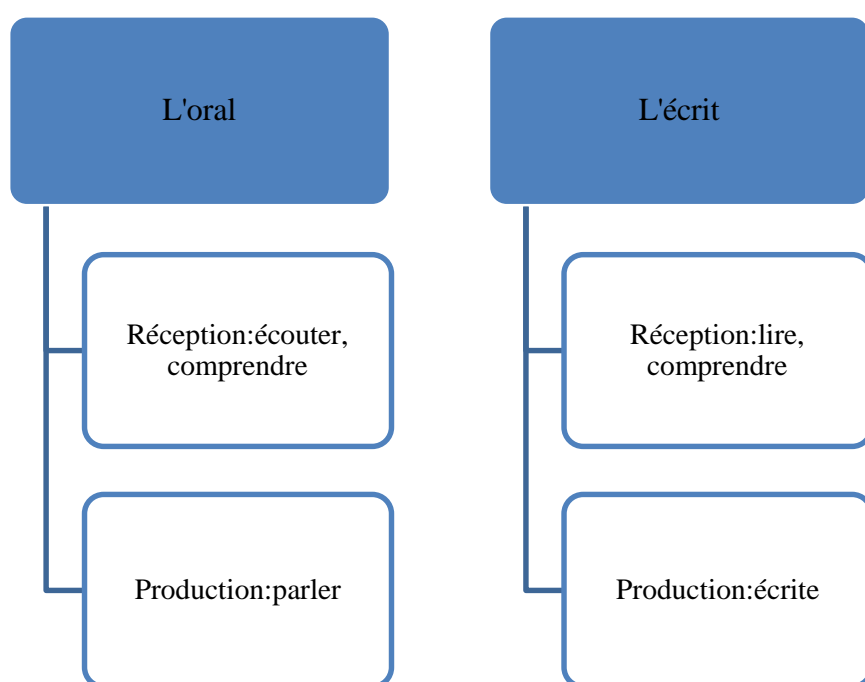 L'oral
Réception:écouter,
comprendre
Production:parler
L'écrit
Réception:lire,
comprendre
Production:écrite